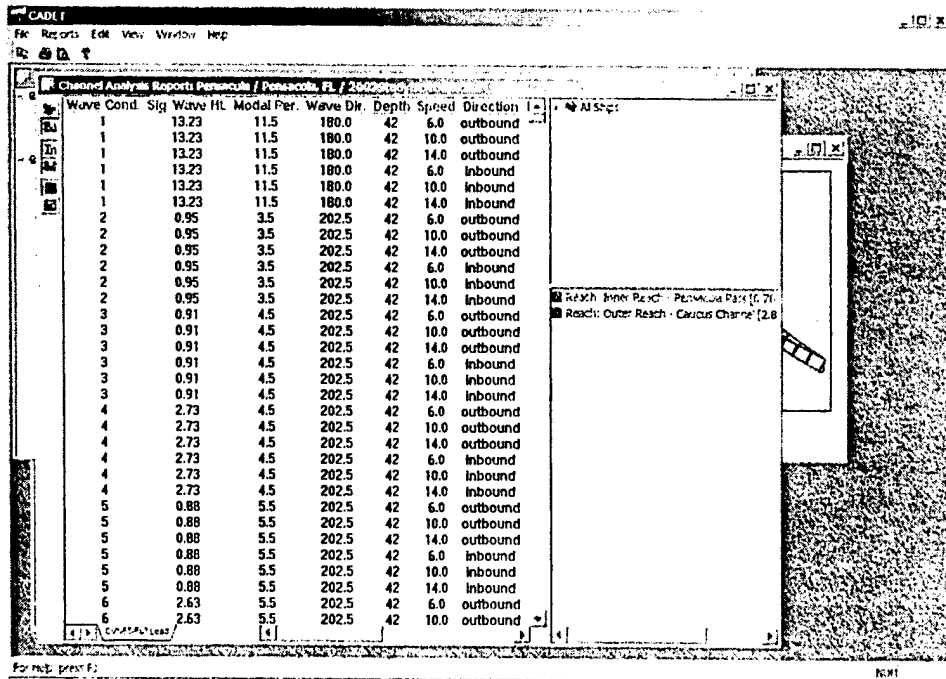 CADET
File Reports Edit View Window Help
Channel Analysis Report: Pensacola / Pensacola, FL /
Wave Cond. Sig Wave Ht. Modal Per. Wave Dir. Depth Speed Direction
1 13.23 11.5 180.0 42 6.0 outbound
1 13.23 11.5 180.0 42 10.0 outbound
1 13.23 11.5 180.0 42 14.0 outbound
1 13.23 11.5 180.0 42 6.0 inbound
1 13.23 11.5 180.0 42 10.0 inbound
1 13.23 11.5 180.0 42 14.0 inbound
2 0.95 3.5 202.5 42 6.0 outbound
2 0.95 3.5 202.5 42 10.0 outbound
2 0.95 3.5 202.5 42 14.0 outbound
2 0.95 3.5 202.5 42 6.0 inbound
2 0.95 3.5 202.5 42 10.0 inbound
2 0.95 3.5 202.5 42 14.0 inbound
3 0.91 4.5 202.5 42 6.0 outbound
3 0.91 4.5 202.5 42 10.0 outbound
3 0.91 4.5 202.5 42 14.0 outbound
3 0.91 4.5 202.5 42 6.0 inbound
3 0.91 4.5 202.5 42 10.0 inbound
3 0.91 4.5 202.5 42 14.0 inbound
4 2.73 4.5 202.5 42 6.0 outbound
4 2.73 4.5 202.5 42 10.0 outbound
4 2.73 4.5 202.5 42 14.0 outbound
4 2.73 4.5 202.5 42 6.0 inbound
4 2.73 4.5 202.5 42 10.0 inbound
4 2.73 4.5 202.5 42 14.0 inbound
5 0.88 5.5 202.5 42 6.0 outbound
5 0.88 5.5 202.5 42 10.0 outbound
5 0.88 5.5 202.5 42 14.0 outbound
5 0.88 5.5 202.5 42 6.0 inbound
5 0.88 5.5 202.5 42 10.0 inbound
5 0.88 5.5 202.5 42 14.0 inbound
6 2.63 5.5 202.5 42 6.0 outbound
6 2.63 5.5 202.5 42 10.0 outbound
All Ships
Reach: Inner Reach - Pensacola Pass [0.70
Reach: Outer Reach - Caucus Channel [2.8
For Help, press F1
NUM